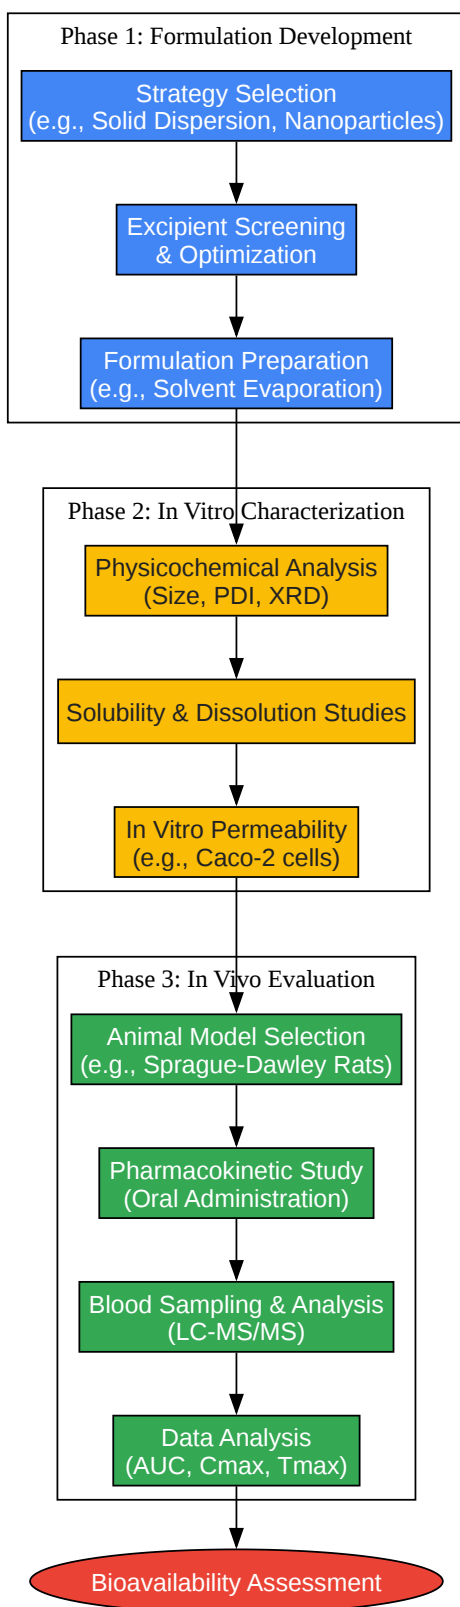 Phase 1: Formulation Development
Strategy Selection
(e.g., Solid Dispersion, Nanoparticles)
Excipient Screening
& Optimization
Formulation Preparation
(e.g., Solvent Evaporation)
Phase 2: In Vitro Characterization
Physicochemical Analysis
(Size, PDI, XRD)
Solubility & Dissolution Studies
In Vitro Permeability
(e.g., Caco-2 cells)
Phase 3: In Vivo Evaluation
Animal Model Selection
(e.g., Sprague-Dawley Rats)
Pharmacokinetic Study
(Oral Administration)
Blood Sampling & Analysis
(LC-MS/MS)
Data Analysis
(AUC, Cmax, Tmax)
Bioavailability Assessment